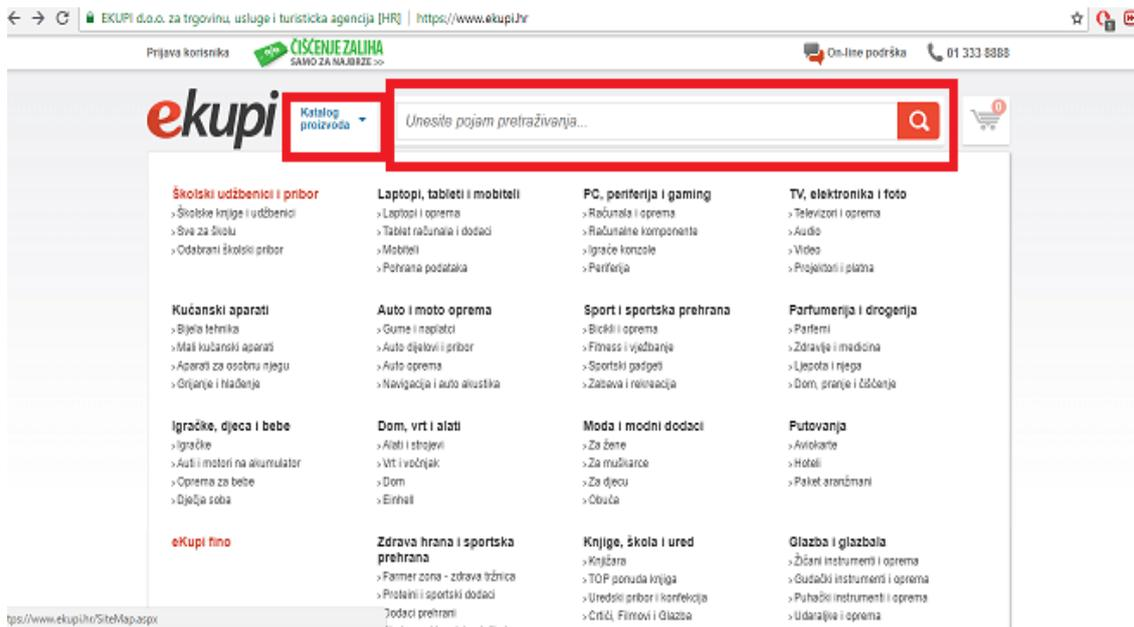 EKUPI d.o.o. za trgovinu, usluge i turisticka agencija [HR] | https://www.ekupi.hr
Prijava korisnika
ČIŠĆENJE ZALIHA
SAMO ZA NAJBRŽE >>
On-line podrška
01 333 8888
ekupi
Katalog
proizvoda
Unesite pojam pretraživanja...
0
Školski udžbenici i pribor
› Školske knjige i udžbenici
› Sve za školu
› Odabrani školski pribor
Laptopi, tableti i mobiteli
› Laptopi i oprema
› Tablet računala i dodaci
› Mobiteli
› Pohrana podataka
PC, periferija i gaming
› Računala i oprema
› Računalne komponente
› Igraće konzole
› Periferija
TV, elektronika i foto
› Televizori i oprema
› Audio
› Video
› Projektori i platna
Kućanski aparati
› Bijela tehnika
› Mali kućanski aparati
› Aparati za osobnu njegu
› Grijanje i hlađenje
Auto i moto oprema
› Gume i naplatci
› Auto dijelovi i pribor
› Auto oprema
› Navigacija i auto akustika
Sport i sportska prehrana
› Bicikli i oprema
› Fitness i vježbanje
› Sportski gadgeti
› Zabava i rekreacija
Parfumerija i drogerija
› Parfemi
› Zdravlje i medicina
› Ljepota i njega
› Dom, pranje i čišćenje
Igračke, djeca i bebe
› Igračke
› Auti i motori na akumulator
› Oprema za bebe
› Dječja soba
Dom, vrt i alati
› Alati i strojevi
› Vrt i voćnjak
› Dom
› Einhell
Moda i modni dodaci
› Za žene
› Za muškarce
› Za djecu
› Obuća
Putovanja
› Aviokarte
› Hoteli
› Paket aranžmani
eKupi fino
Zdrava hrana i sportska
prehrana
› Farmer zona - zdrava tržnica
› Proteini i sportski dodaci
Dodaci prehrani
Knjige, škola i ured
› Knjižara
› TOP ponuda knjiga
› Uredski pribor i konfekcija
› Crtići, Filmovi i Glazba
Glazba i glazbala
› Žičani instrumenti i oprema
› Gudački instrumenti i oprema
› Puhački instrumenti i oprema
› Udaraljke i oprema
ttps://www.ekupi.hr/SiteMap.aspx